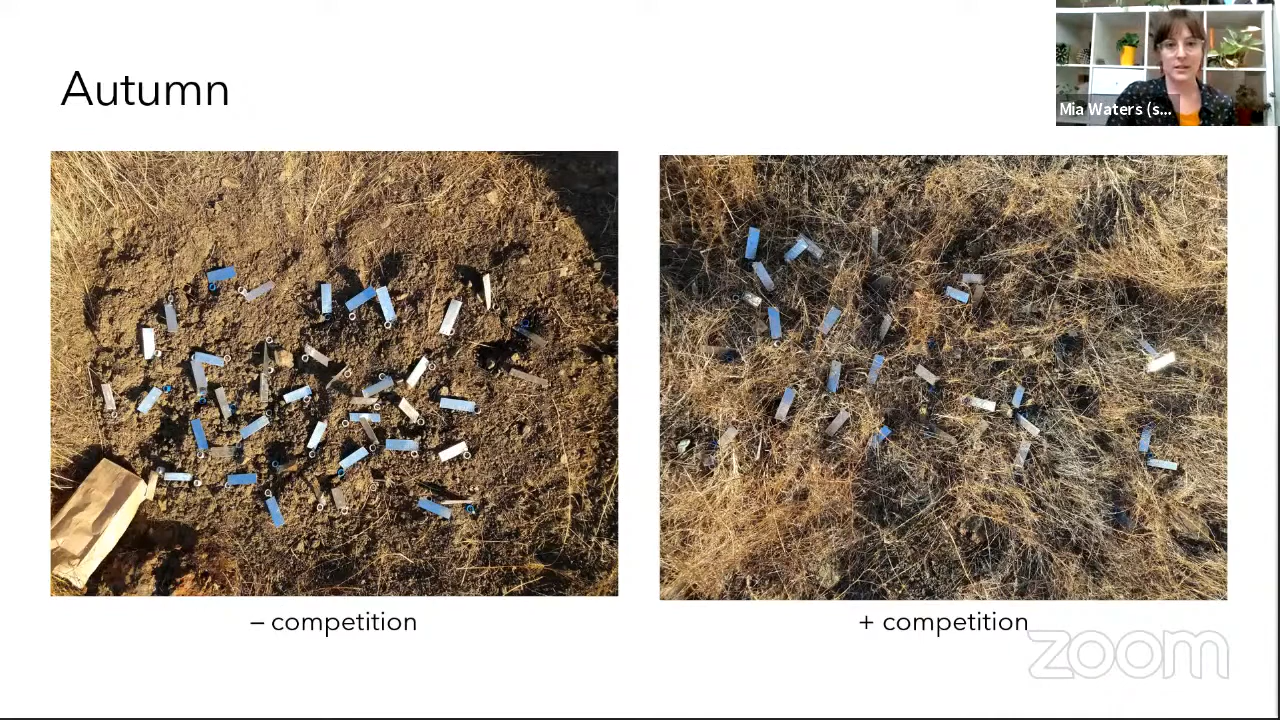 Autumn
Mia Waters (s...
– competition
+ competition
zoom